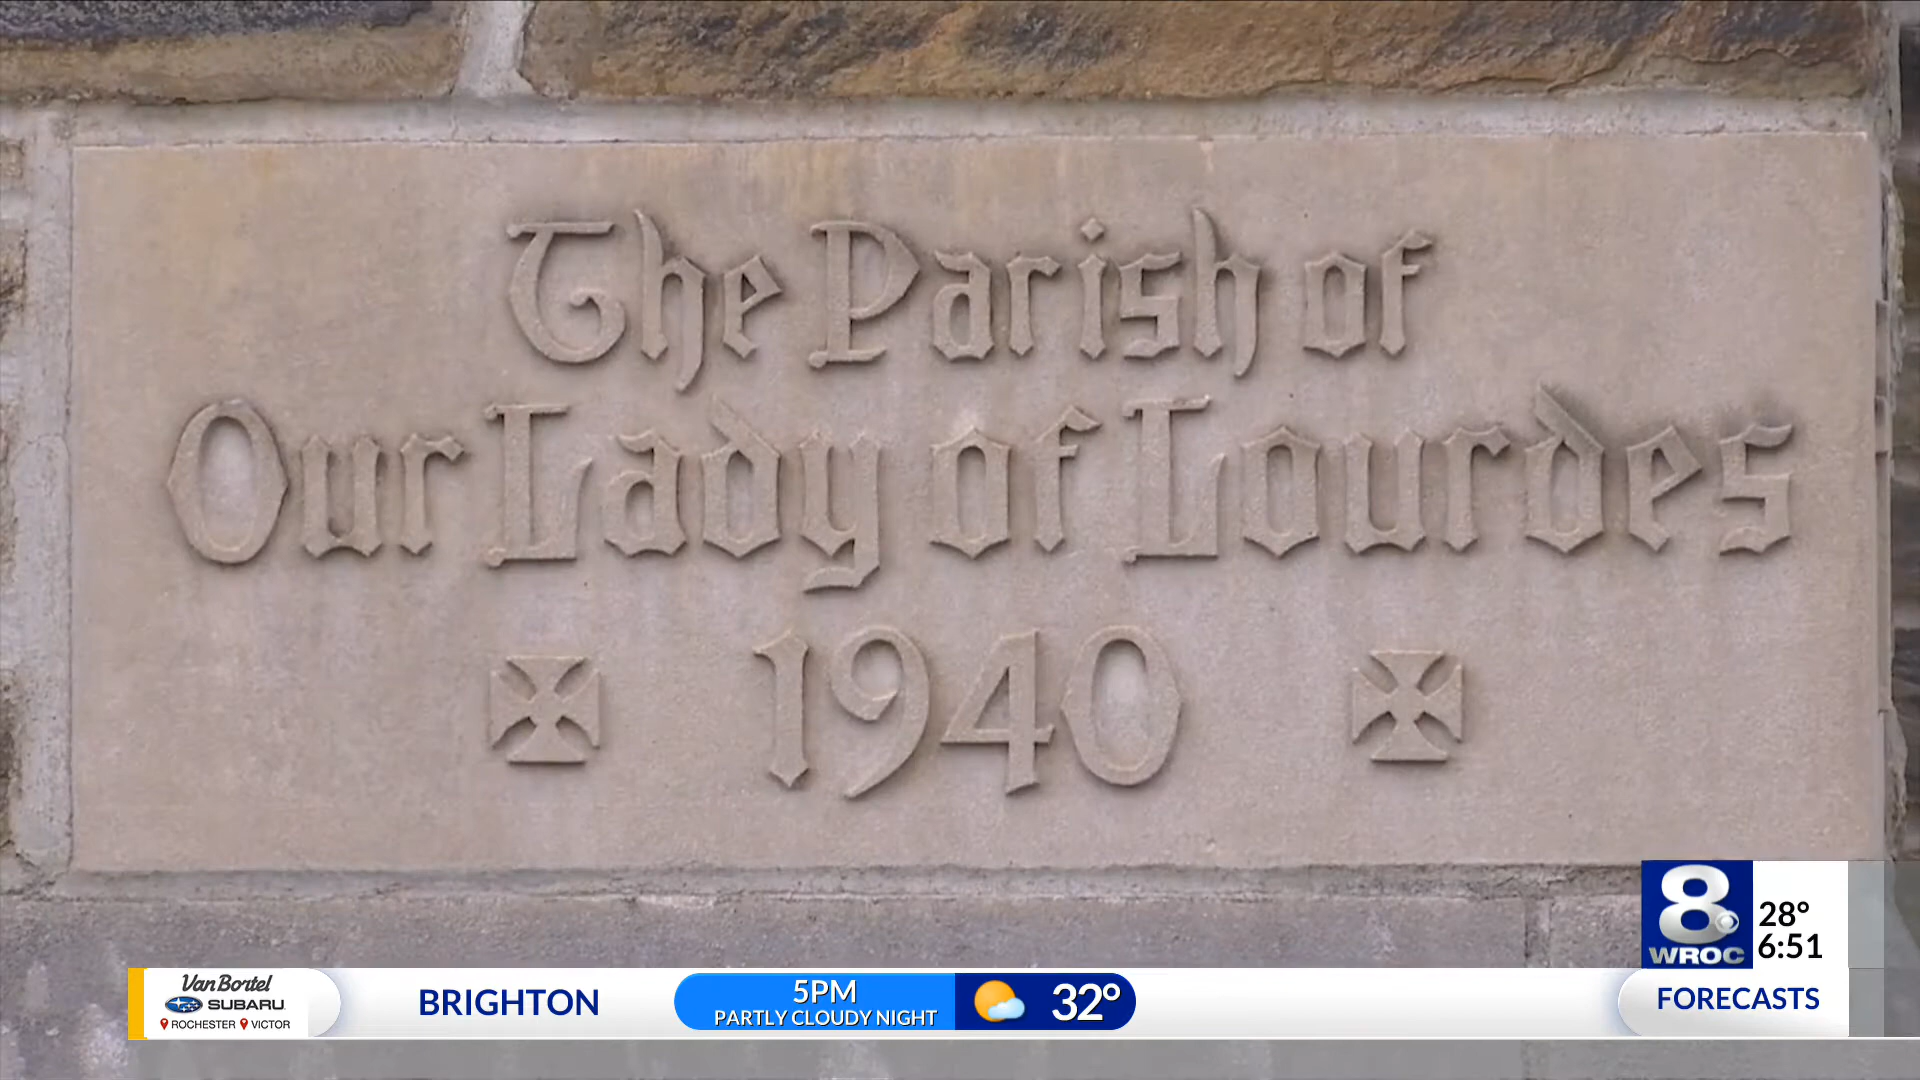 The Parish of
Our Lady of Lourdes
1940
8
WROC
28°
6:51
Van Bortel
SUBARU
ROCHESTER VICTOR
BRIGHTON
5PM
PARTLY CLOUDY NIGHT
32°
FORECASTS